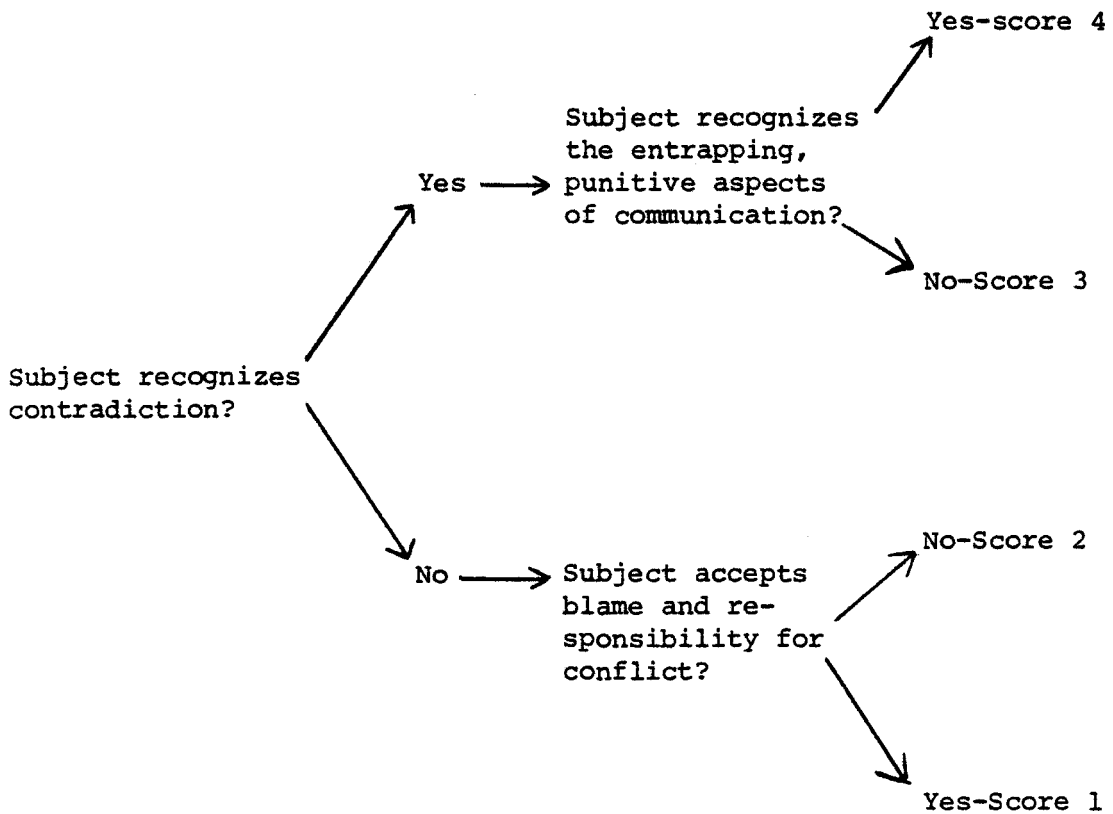 Yes-score 4
Subject recognizes
the entrapping,
punitive aspects
of communication?
Yes
No-Score 3
Subject recognizes
contradiction?
No-Score 2
No
Subject accepts
blame and re-
sponsibility for
conflict?
Yes-Score 1